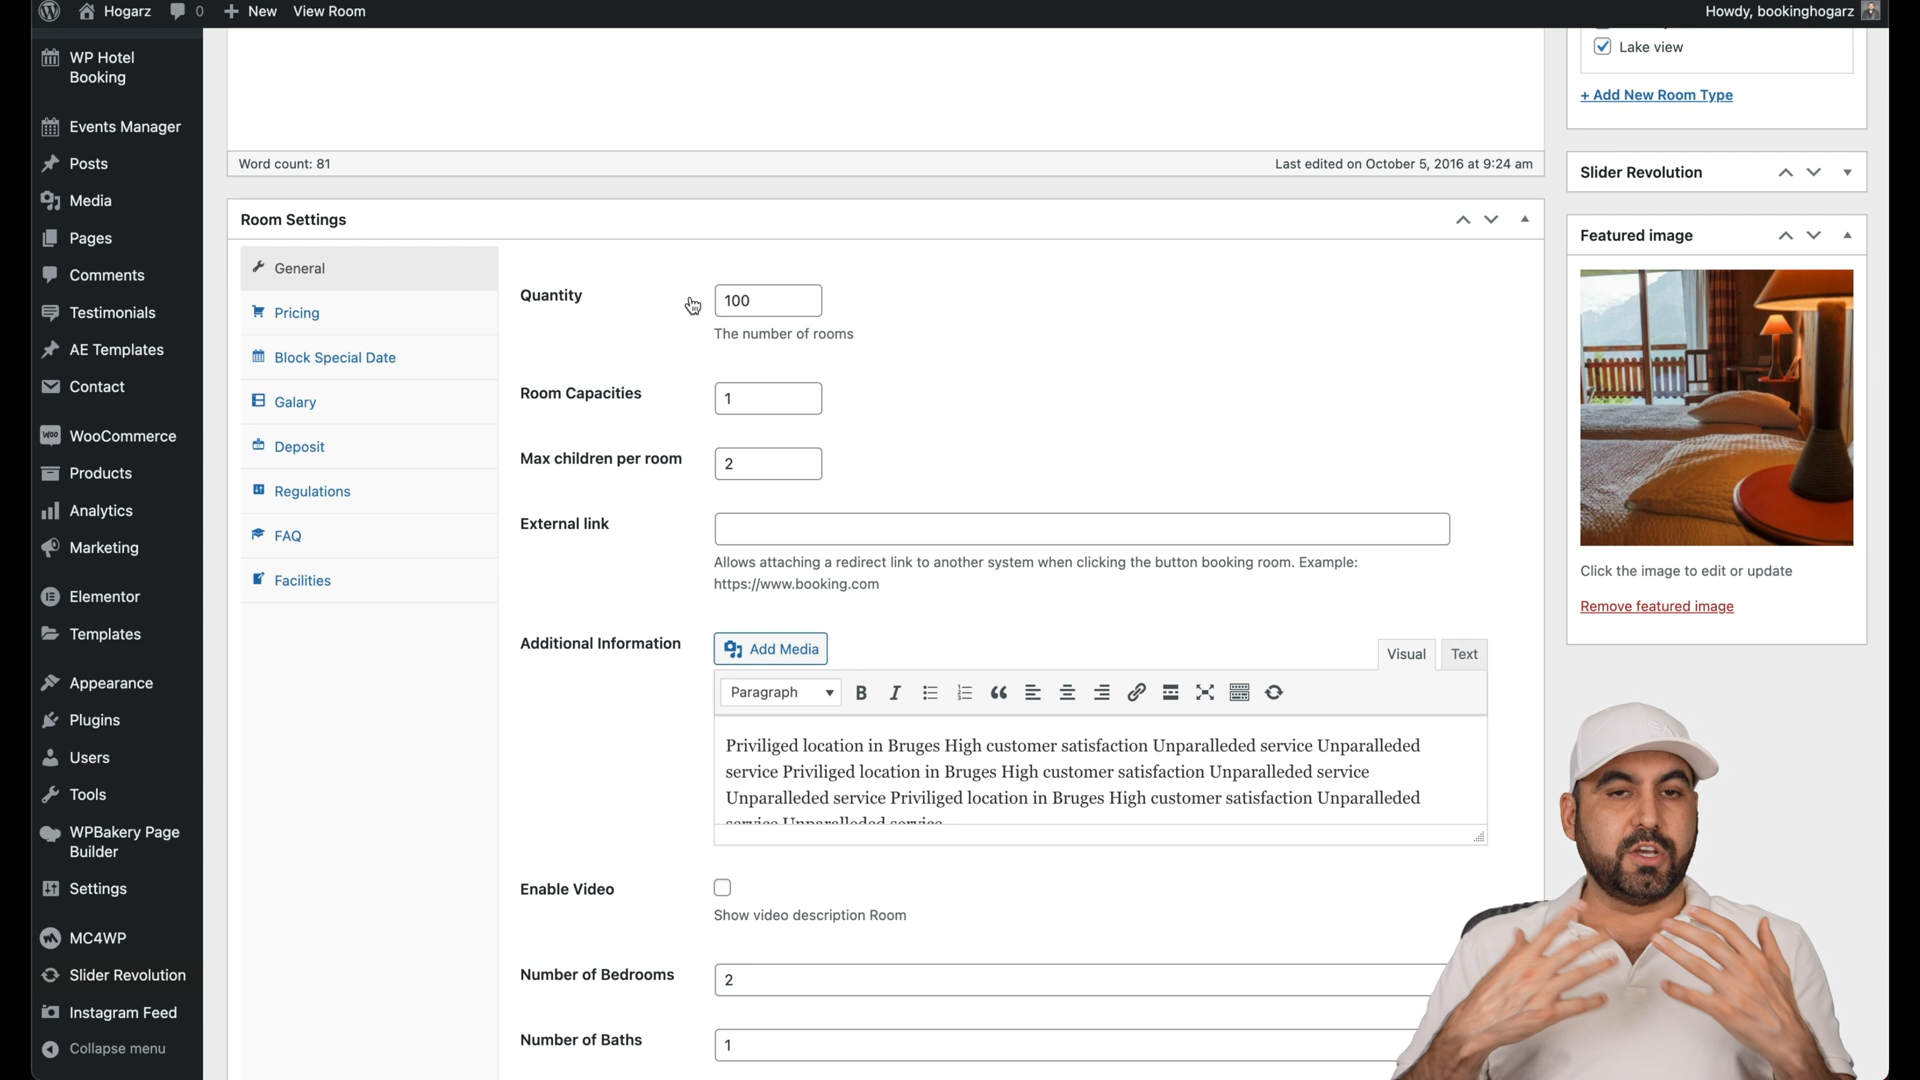 Hogarz
0
New
View Room
Howdy, bookinghogarz
WP Hotel
Booking
Events Manager
Posts
Media
Pages
Comments
Testimonials
AE Templates
Contact
WooCommerce
Products
Analytics
Marketing
Elementor
Templates
Appearance
Plugins
Users
Tools
WPBakery Page
Builder
Settings
MC4WP
Slider Revolution
Instagram Feed
Collapse menu
Word count: 81
Last edited on October 5, 2016 at 9:24 am
Room Settings
General
Pricing
Block Special Date
Galary
Deposit
Regulations
FAQ
Facilities
Quantity
100
The number of rooms
Room Capacities
1
Max children per room
2
External link
Allows attaching a redirect link to another system when clicking the button booking room. Example:
https://www.booking.com
Additional Information
Add Media
Visual
Text
Paragraph
Priviliged location in Bruges High customer satisfaction Unparalleded service Unparalleded
service Priviliged location in Bruges High customer satisfaction Unparalleded service
Unparalleded service Priviliged location in Bruges High customer satisfaction Unparalleded
service Unparalleded service
Enable Video
Show video description Room
Number of Bedrooms
2
Number of Baths
1
Lake view
+ Add New Room Type
Slider Revolution
Featured image
Click the image to edit or update
Remove featured image